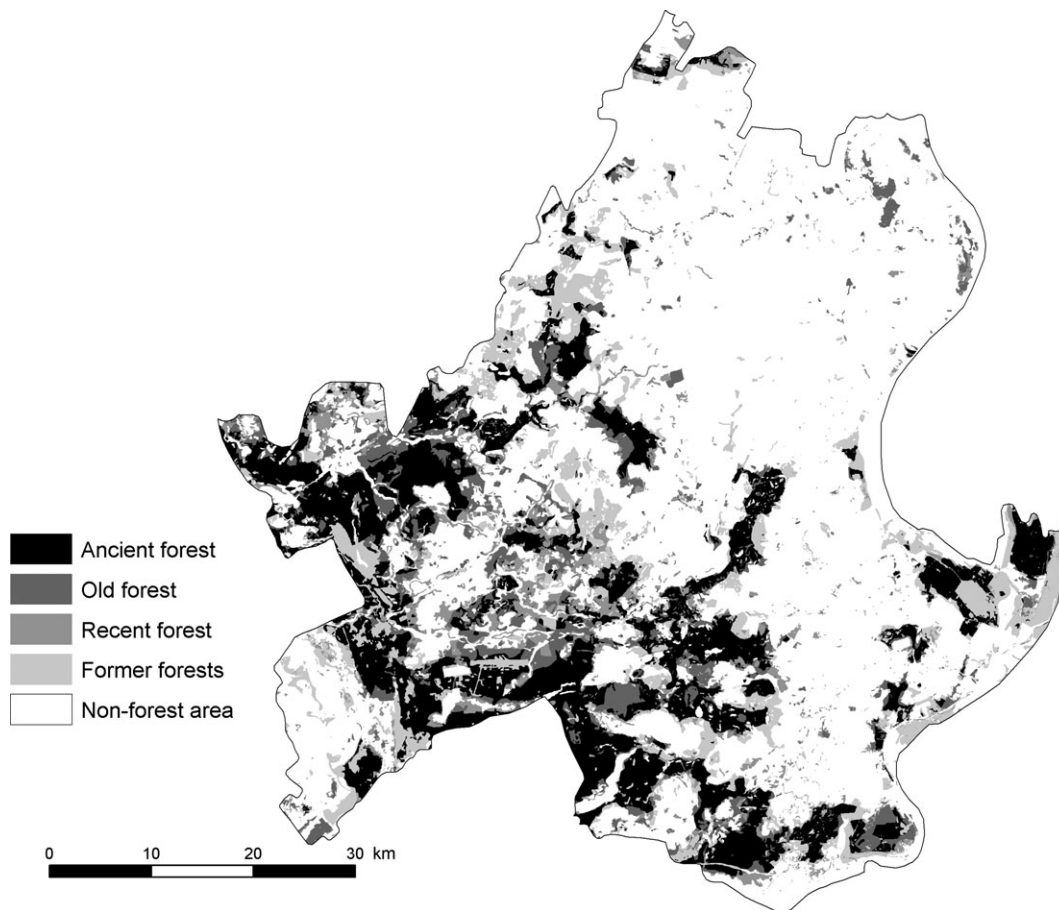 Ancient forest
Old forest
Recent forest
Former forests
Non-forest area
0 10 20 30 km